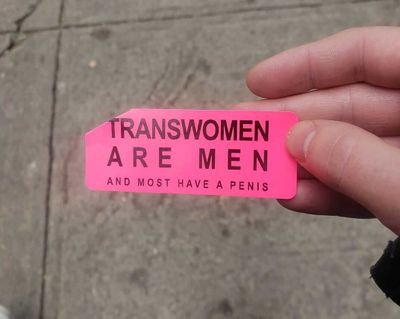 TRANSWOMEN
ARE MEN
AND MOST HAVE A PENIS